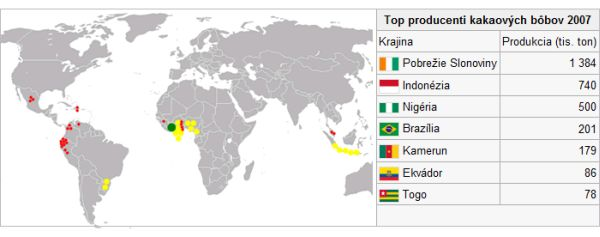 Top producenti kakaových bôbov 2007
Krajina Produkcia (tis. ton)
Pobrežie Slonoviny 1 384
Indonézia 740
Nigéria 500
Brazília 201
Kamerun 179
Ekvádor 86
Togo 78